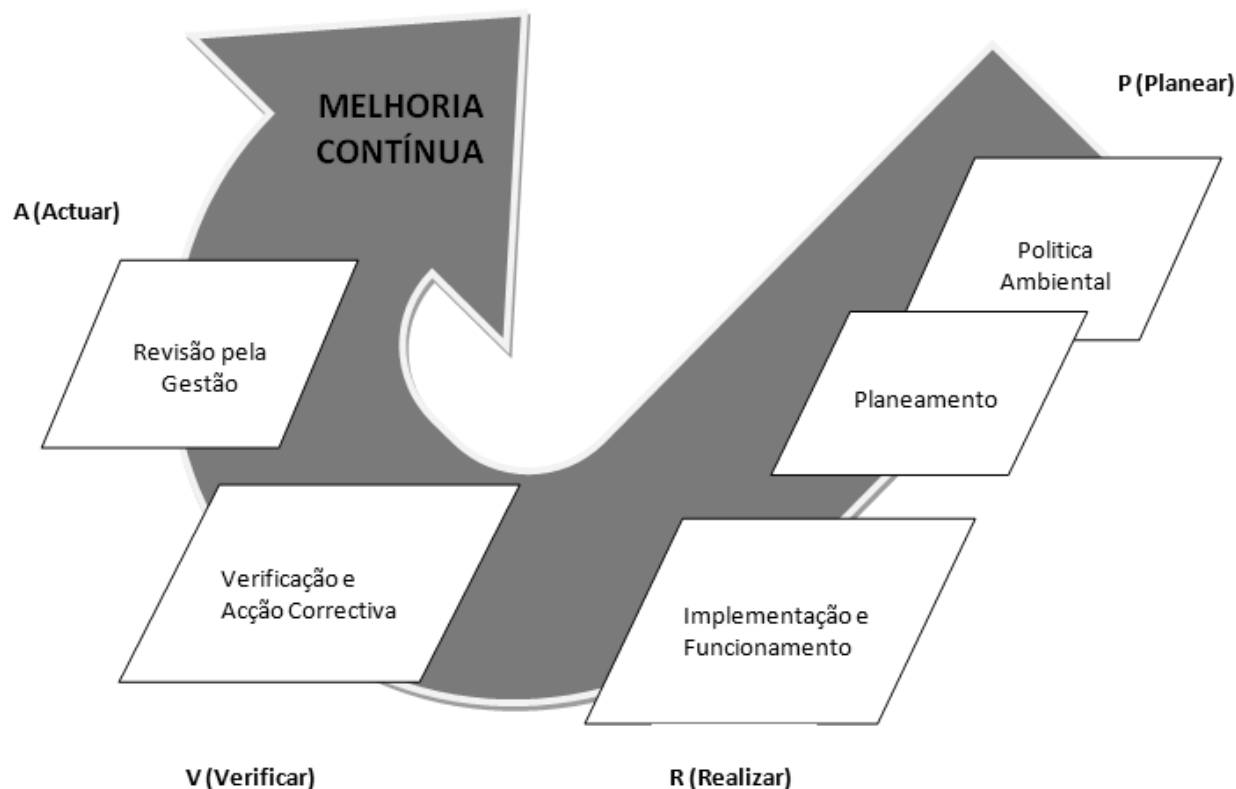 MELHORIA
CONTÍNUA
P (Planear)
A (Actuar)
Politica
Ambiental
Revisão pela
Gestão
Planeamento
Verificação e
Acção Correctiva
Implementação e
Funcionamento
V (Verificar)
R (Realizar)